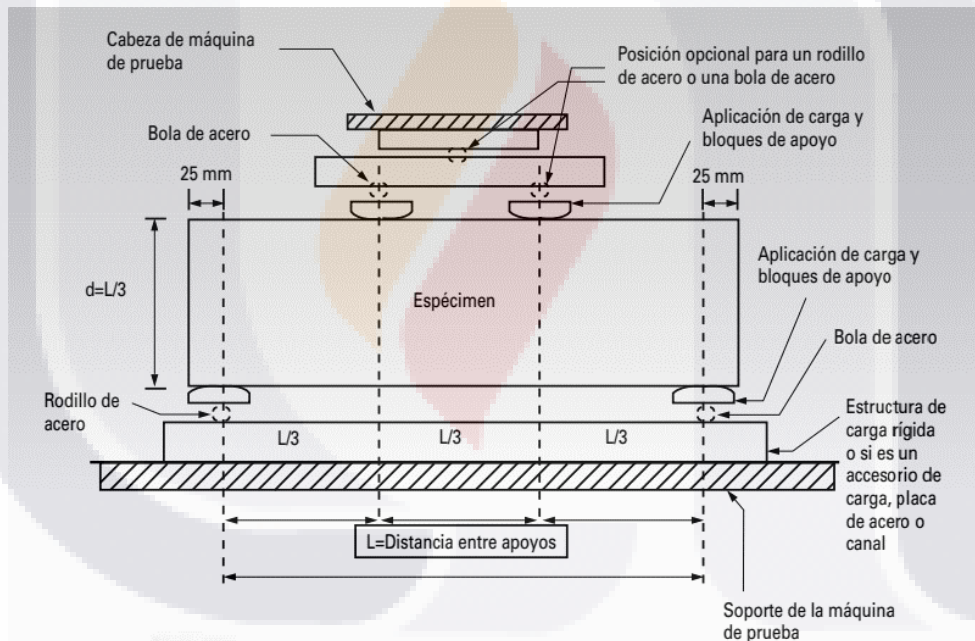 Cabeza de máquina
de prueba
Posición opcional para un rodillo
de acero o una bola de acero
Bola de acero
Aplicación de carga y
bloques de apoyo
25 mm
25 mm
Aplicación de carga y
bloques de apoyo
d=L/3
Espécimen
Bola de acero
Rodillo de
acero
Estructura de
carga rígida
o si es un
accesorio de
carga, placa
de acero o
canal
L/3
L/3
L/3
L=Distancia entre apoyos
Soporte de la máquina
de prueba